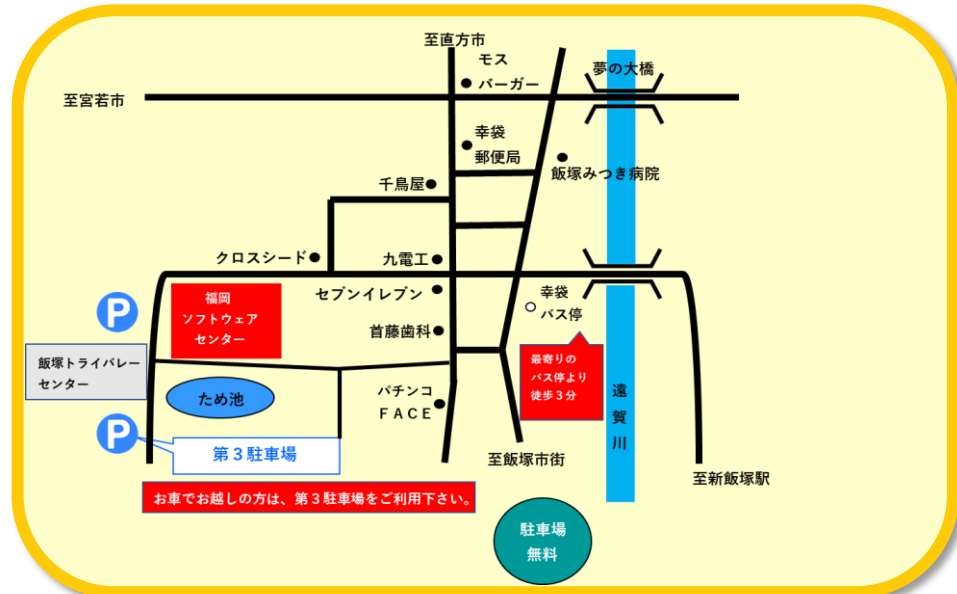 至直方市
モス
バーガー
夢の大橋
至宮若市
幸袋
郵便局
飯塚みつき病院
千鳥屋
クロスシード
九電工
福岡
ソフトウェア
センター
セブンイレブン
幸袋
バス停
P
首藤歯科
飯塚トライバレー
センター
最寄りの
バス停より
徒歩３分
ため池
パチンコ
ＦＡＣＥ
遠賀川
P
第３駐車場
至飯塚市街
至新飯塚駅
お車でお越しの方は、第３駐車場をご利用下さい。
駐車場
無料